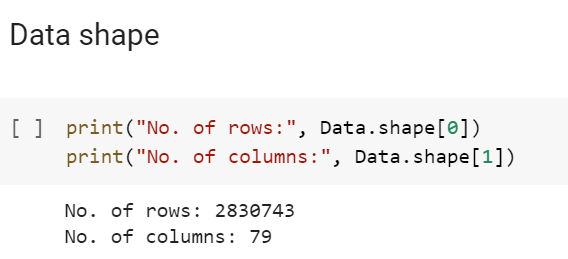 Data shape
[ ] print("No. of rows:", Data.shape[0])
print("No. of columns:", Data.shape[1])
No. of rows: 2830743
No. of columns: 79